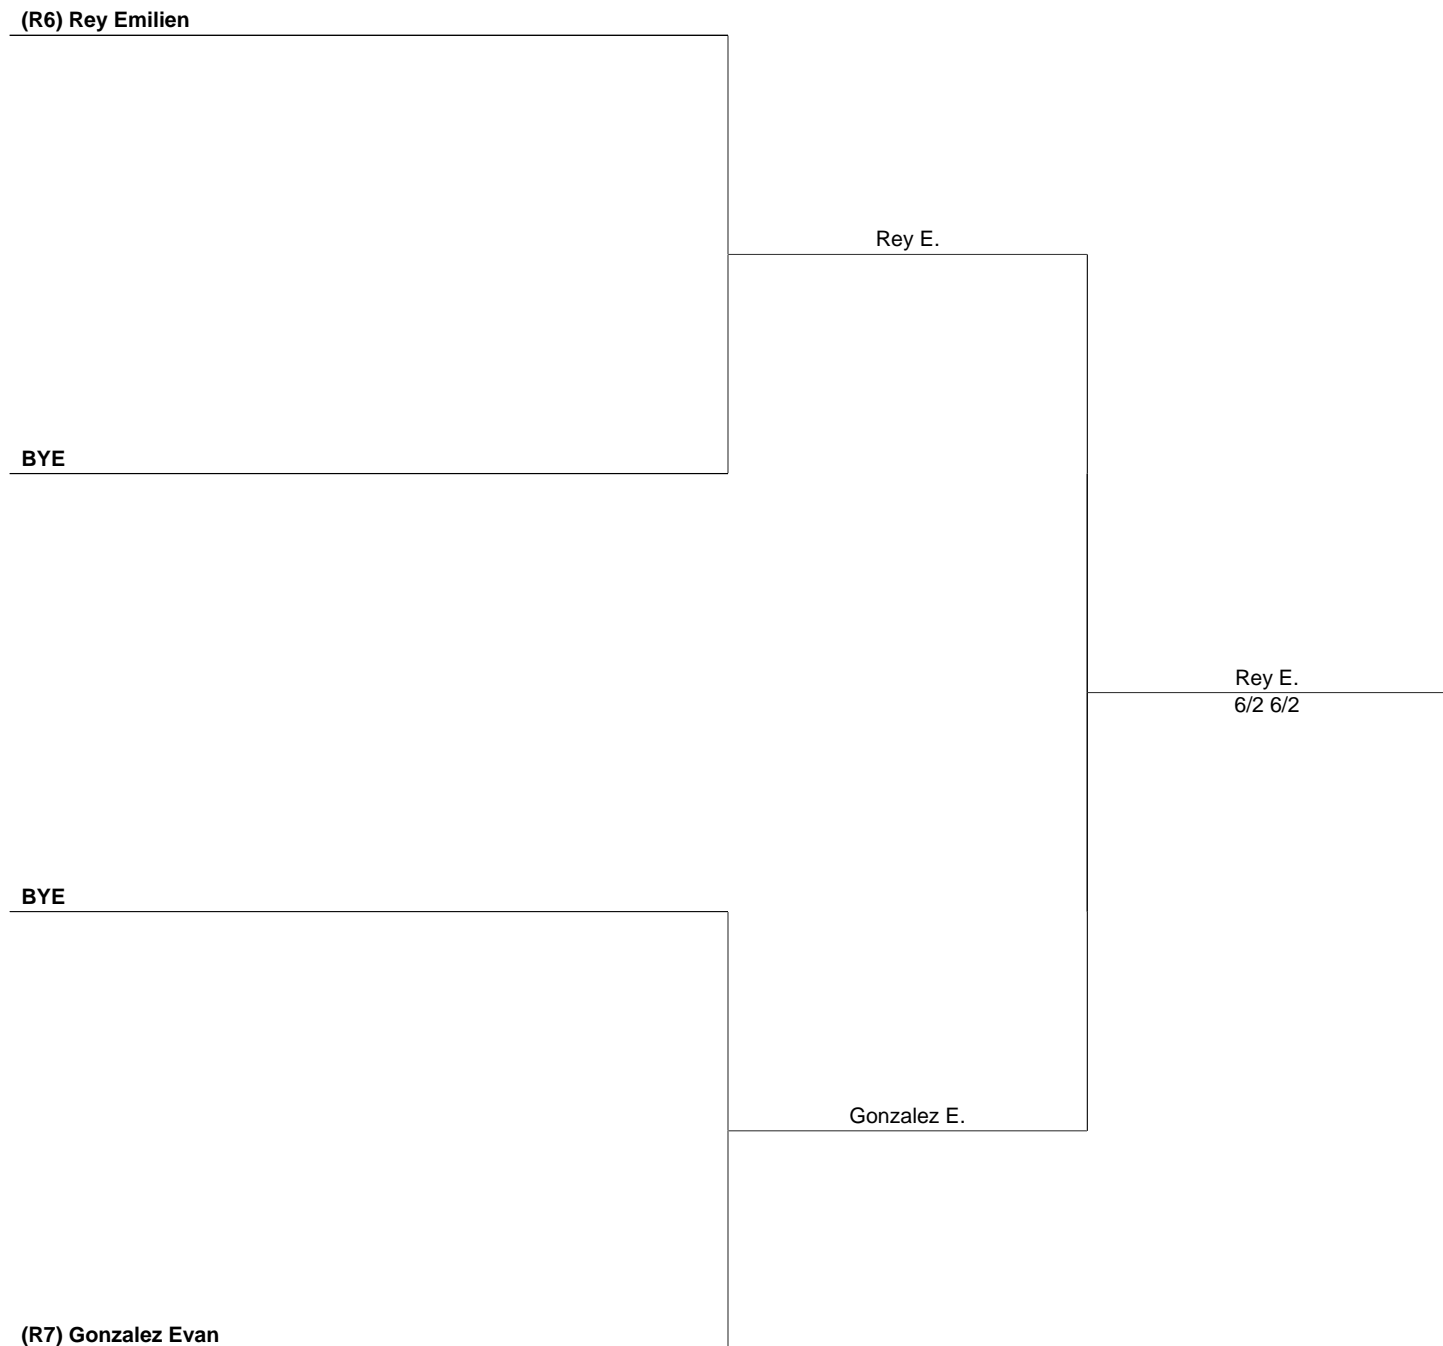 (R6) Rey Emilien
Rey E.
BYE
Rey E.
6/2 6/2
BYE
Gonzalez E.
(R7) Gonzalez Evan